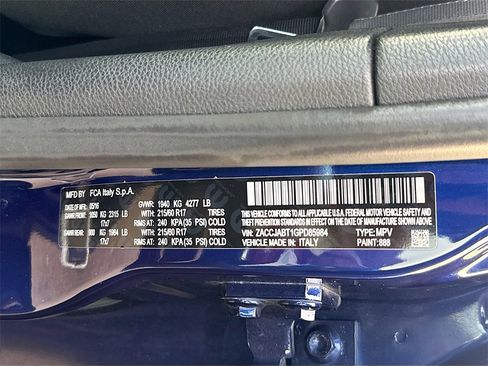 MFD BY FCA Italy S.p.A.
DATE OF MFR: 05/16 GVWR: 1940 KG 4277 LB
GAWR FRONT 1050 KG 2315 LB WITH: 215/60 R17 TIRES
17x7 RIMS AT: 240 KPA(35 PSI) COLD
GAWR REAR 900 KG 1984 LB WITH: 215/60 R17 TIRES
17x7 RIMS AT: 240 KPA(35 PSI) COLD
THIS VEHICLE CONFORMS TO ALL APPLICABLE U.S.A. FEDERAL MOTOR VEHICLE
SAFETY, BUMPER, AND THEFT PREVENTION STANDARDS
IN EFFECT ON THE DATE OF MANUFACTURE SHOWN ABOVE
VIN: ZACCJABT1GPD85984 TYPE: MPV
VEHICLE MADE IN: ITALY PAINT: 888